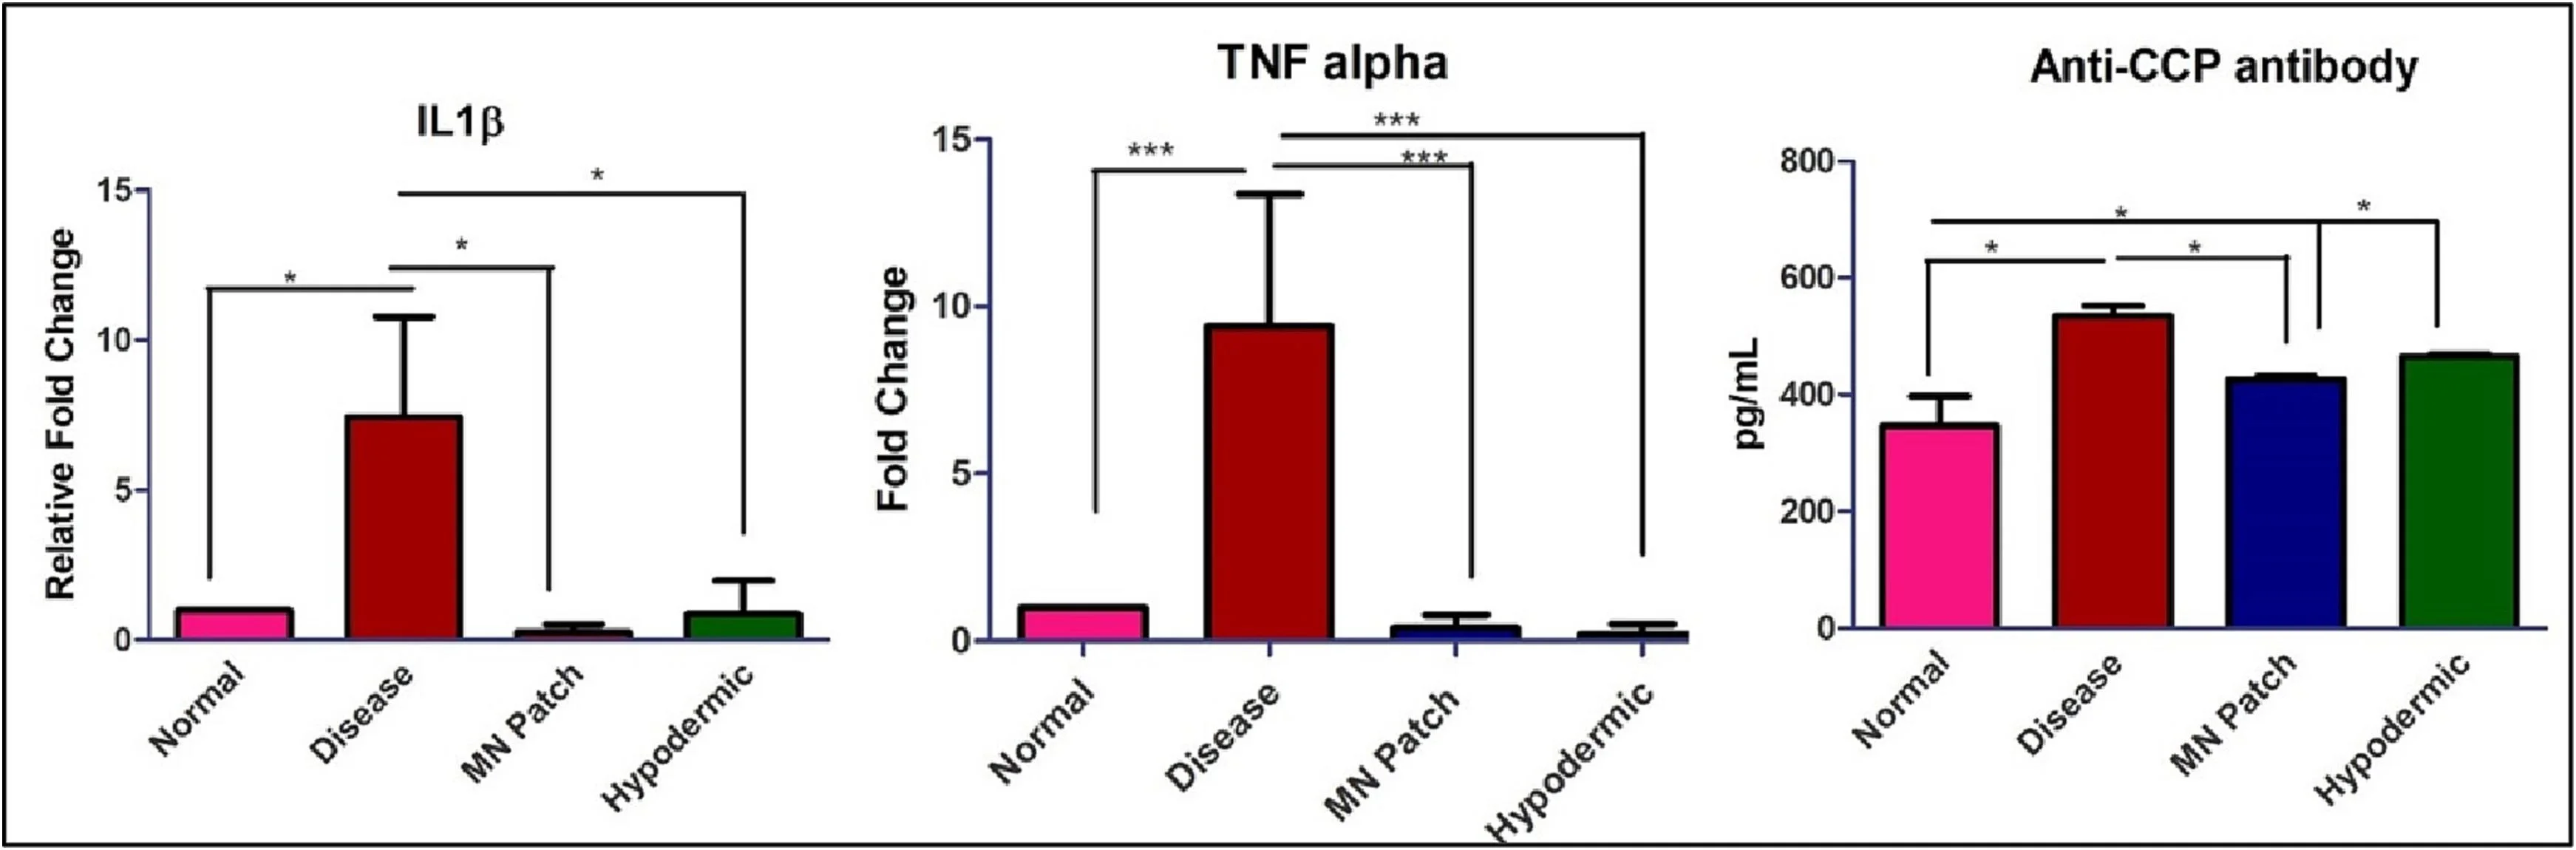 IL1β
Relative Fold Change
15
10
5
0
*
*
*
Normal
Disease
MN Patch
Hypodermic
TNF alpha
Fold Change
15
10
5
0
***
***
***
Normal
Disease
MN Patch
Hypodermic
Anti-CCP antibody
pg/mL
800
600
400
200
0
*
*
*
*
Normal
Disease
MN Patch
Hypodermic